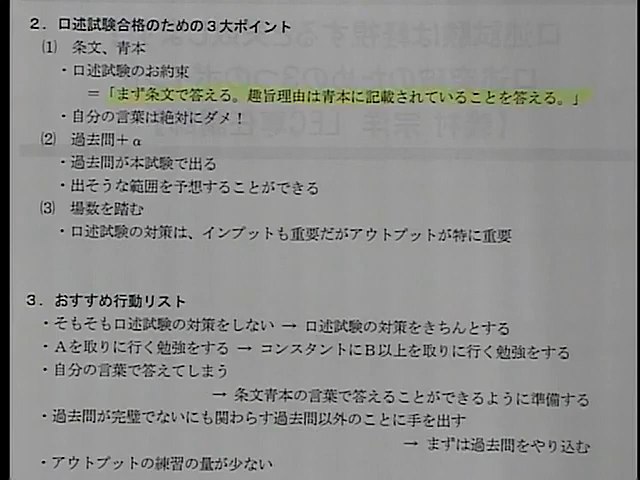 2．口述試験合格のための3大ポイント
(1) 条文、青本
・口述試験のお約束
＝「まず条文で答える。趣旨理由は青本に記載されていることを答える。」
・自分の言葉は絶対にダメ！
(2) 過去問＋α
・過去問が本試験で出る
・出そうな範囲を予想することができる
(3) 場数を踏む
・口述試験の対策は、インプットも重要だがアウトプットが特に重要
3．おすすめ行動リスト
・そもそも口述試験の対策をしない → 口述試験の対策をきちんとする
・Aを取りに行く勉強をする → コンスタントにB以上を取りに行く勉強をする
・自分の言葉で答えてしまう
→ 条文青本の言葉で答えることができるように準備する
・過去問が完璧でないにも関わらす過去問以外のことに手を出す
→ まずは過去問をやり込む
・アウトプットの練習の量が少ない